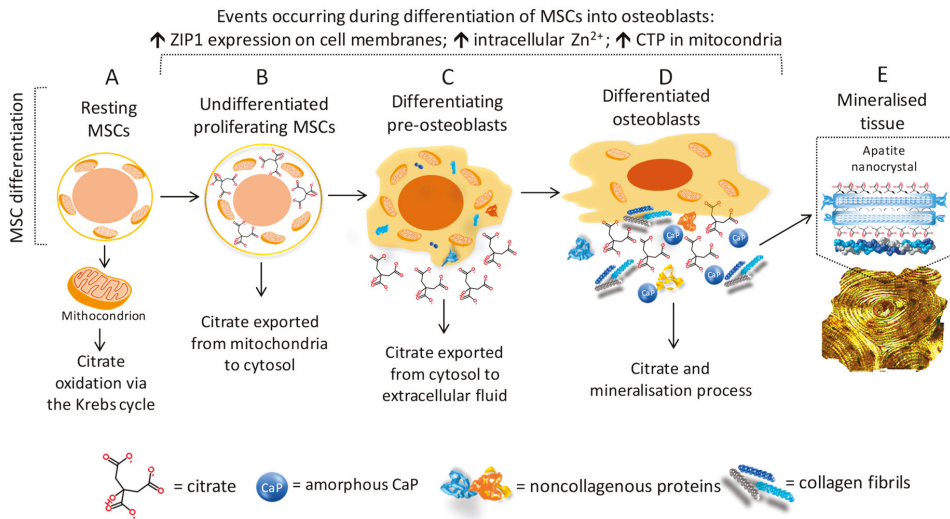 Events occurring during differentiation of MSCs into osteoblasts:
↑ ZIP1 expression on cell membranes; ↑ intracellular Zn²⁺; ↑ CTP in mitocondria
MSC differentiation
A
Resting
MSCs
B
Undifferentiated
proliferating MSCs
C
Differentiating
pre-osteoblasts
D
Differentiated
osteoblasts
E
Mineralised
tissue
Apatite
nanocrystal
CaP
CaP
CaP
CaP
Mithocondrion
Citrate
oxidation via
the Krebs cycle
Citrate exported
from mitochondria
to cytosol
Citrate exported
from cytosol to
extracellular fluid
Citrate and
mineralisation process
= citrate
CaP = amorphous CaP
= noncollagenous proteins
= collagen
fibrils